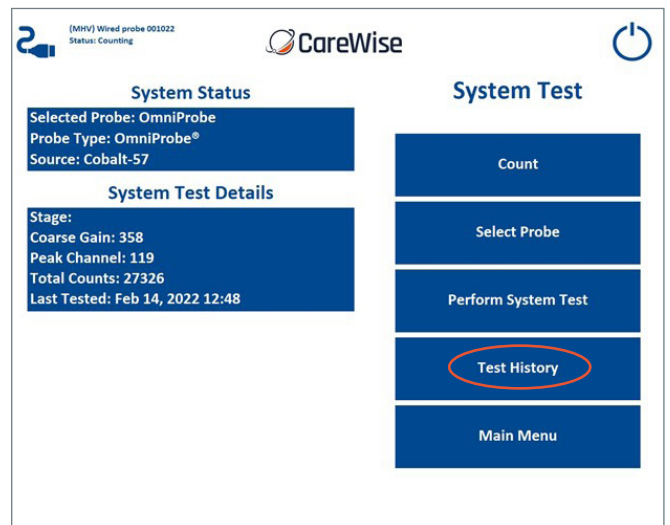 (MHV) Wired probe 001022
Status: Counting
CareWise
System Status
Selected Probe: OmniProbe
Probe Type: OmniProbe®
Source: Cobalt-57
System Test Details
Stage:
Coarse Gain: 358
Peak Channel: 119
Total Counts: 27326
Last Tested: Feb 14, 2022 12:48
System Test
Count
Select Probe
Perform System Test
Test History
Main Menu